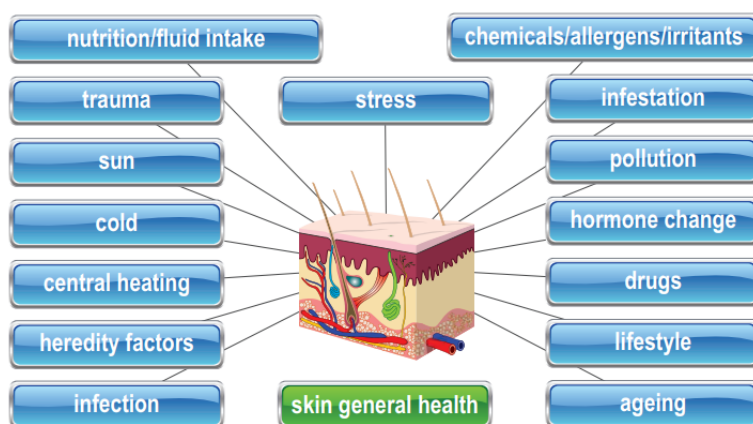 nutrition/fluid intake
chemicals/allergens/irritants
trauma
stress
infestation
sun
pollution
cold
hormone change
central heating
drugs
heredity factors
lifestyle
infection
skin general health
ageing